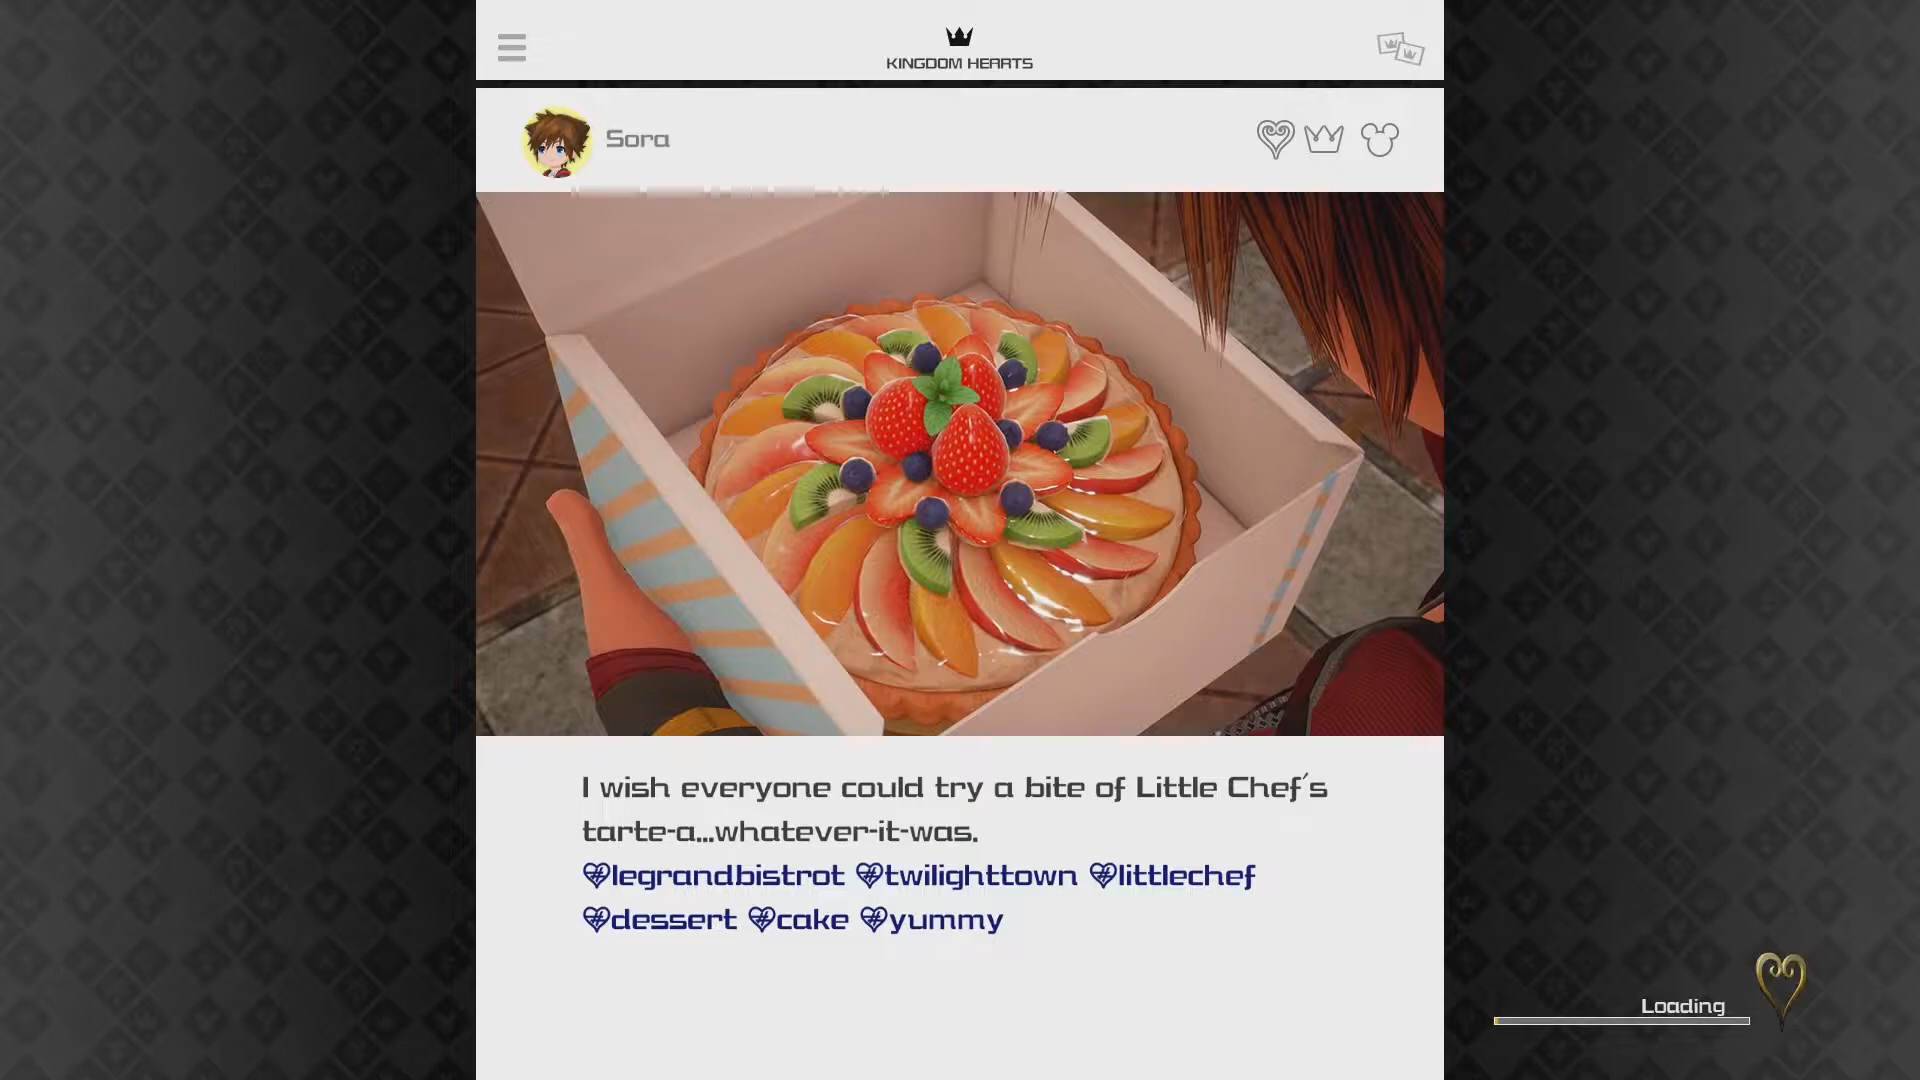 KINGDOM HEARTS
Sora
I wish everyone could try a bite of Little Chef's
tarte-a...whatever-it-was.
#legrandbistrot #twilighttown #littlechef
#dessert #cake #yummy
Loading